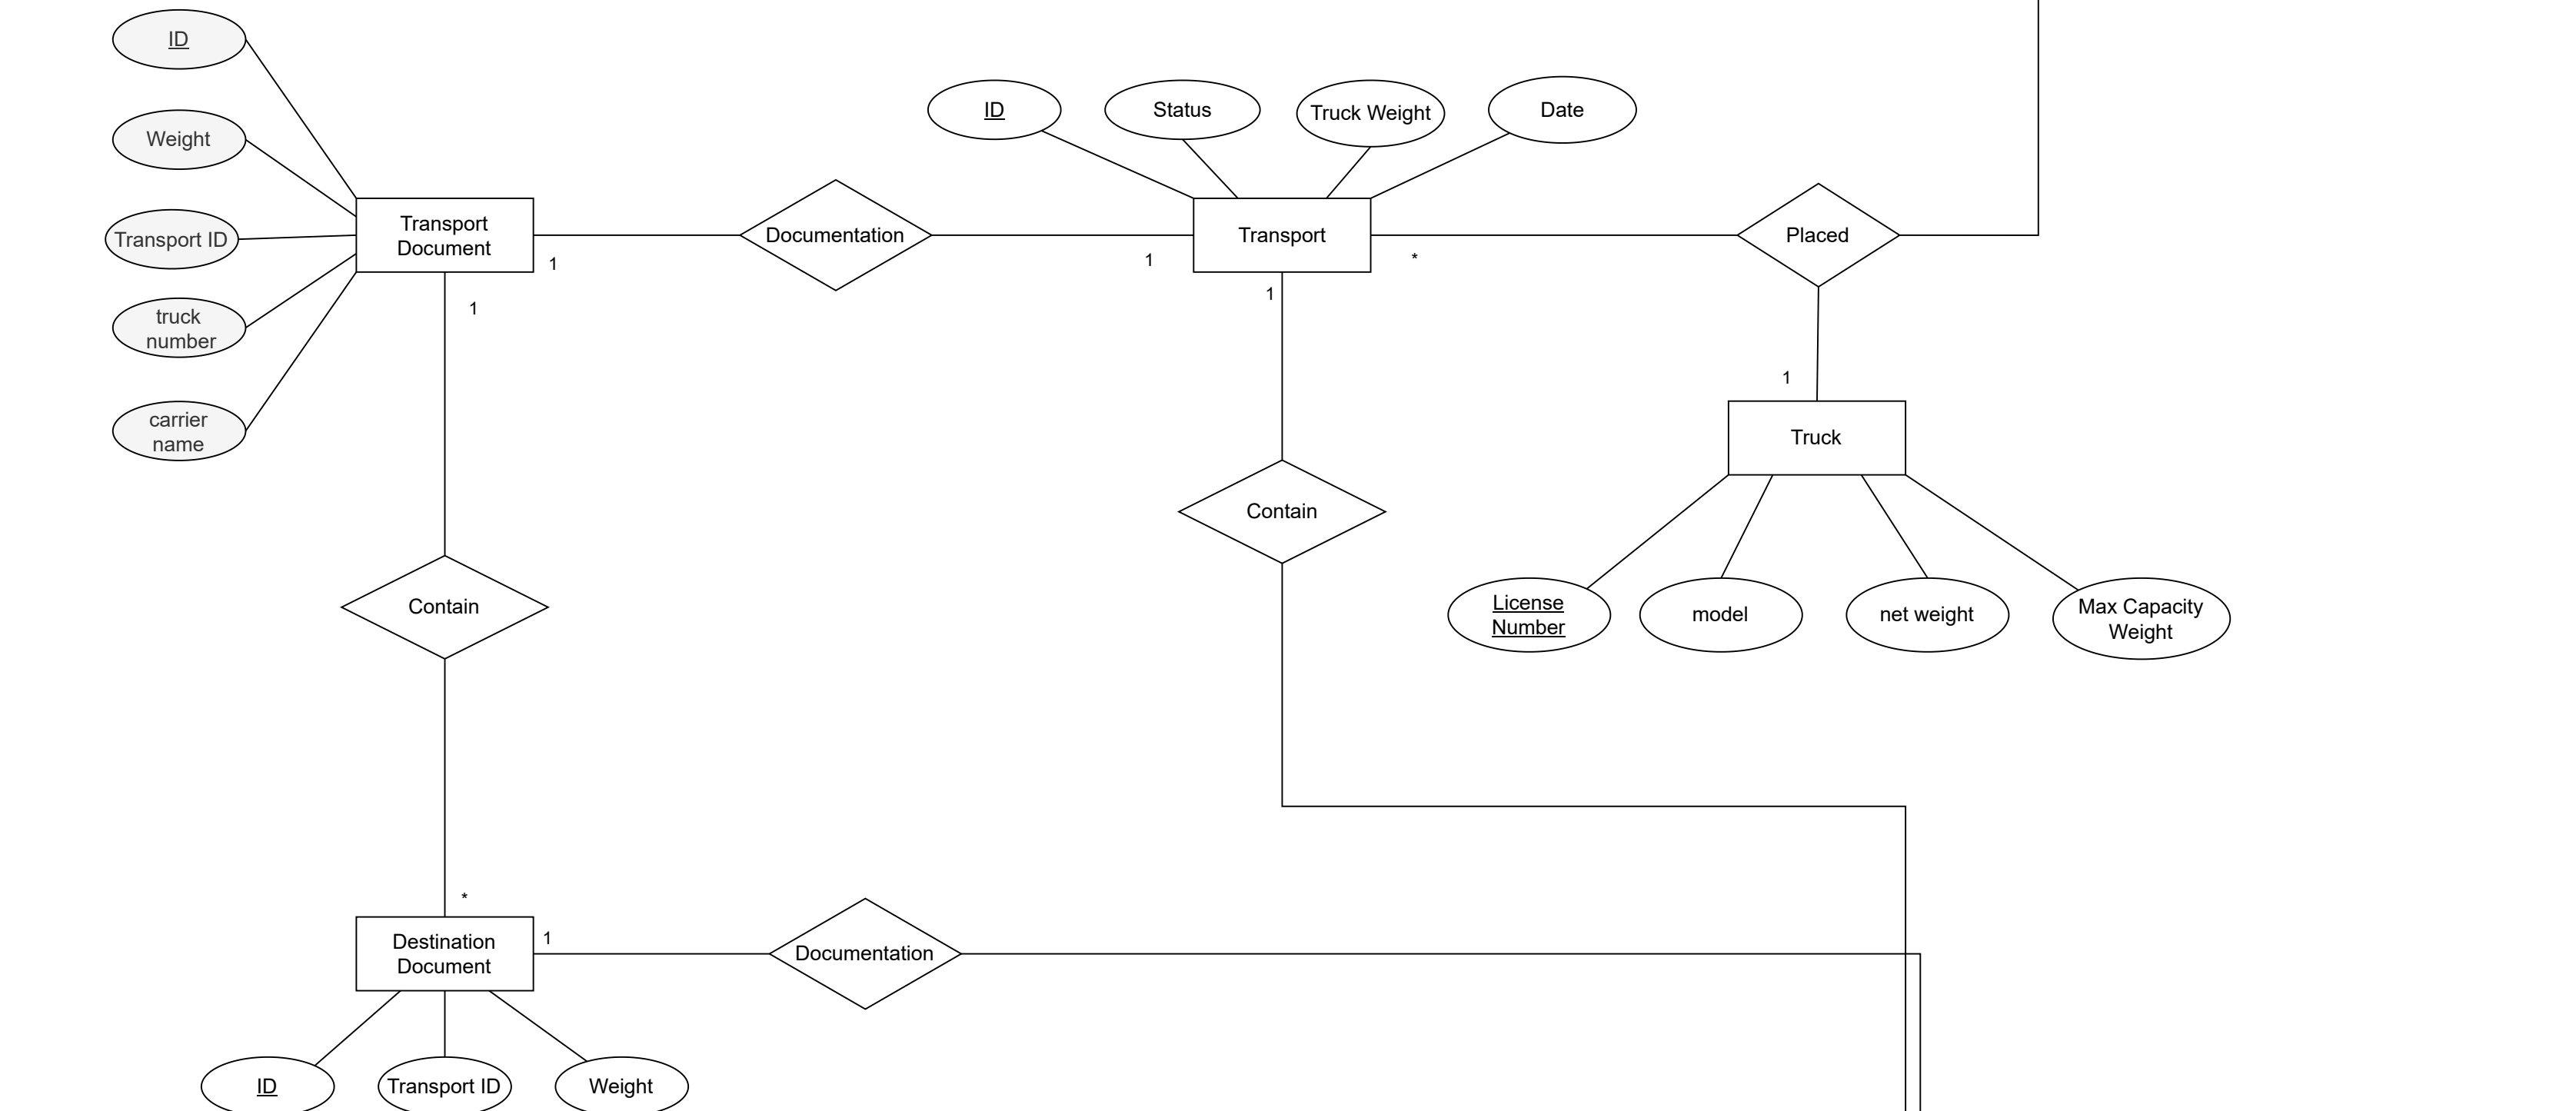 ID
Weight
Transport ID
truck
number
carrier
name
Transport
Document
1
1
Documentation
1
ID
Status
Truck Weight
Date
Transport
*
1
Placed
1
Truck
License
Number
model
net weight
Max Capacity
Weight
Contain
Contain
*
Destination
Document
1
Documentation
ID
Transport ID
Weight